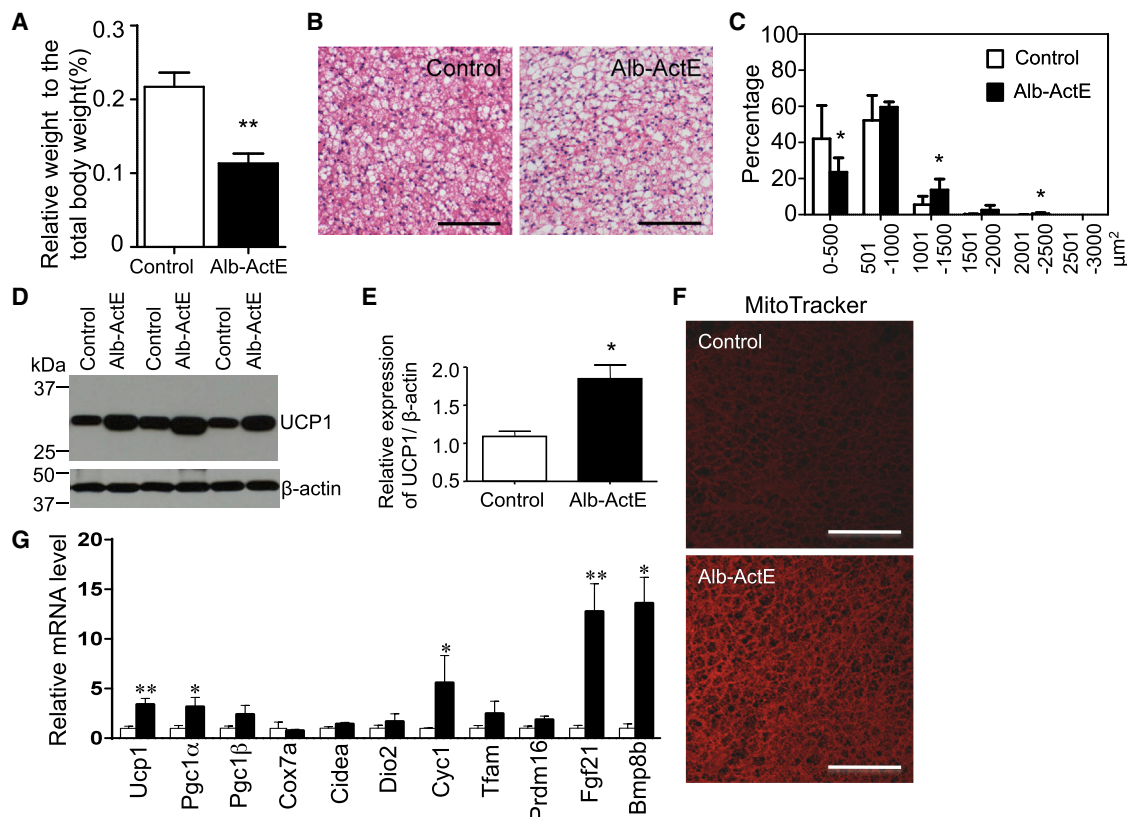 A
Relative weight to the
total body weight(%)
0.3
0.2
0.1
0
**
Control
Alb-ActE
B
Control
Alb-ActE
C
Percentage
100
80
60
40
20
0
Control
Alb-ActE
*
*
*
0-500
501
-1000
1001
-1500
1501
-2000
2001
-2500
2501
-3000
µm2
D
Control
Alb-ActE
Control
Alb-ActE
Control
Alb-ActE
kDa
37
25
UCP1
50
37
β-actin
E
Relative expression
of UCP1/ β-actin
2.0
1.5
1.0
0.5
*
Control
Alb-ActE
F
MitoTracker
Control
Alb-ActE
G
Relative mRNA level
20
15
10
5
0
**
*
*
**
*
Ucp1
Pgc1α
Pgc1β
Cox7a
Cidea
Dio2
Cyc1
Tfam
Prdm16
Fgf21
Bmp8b